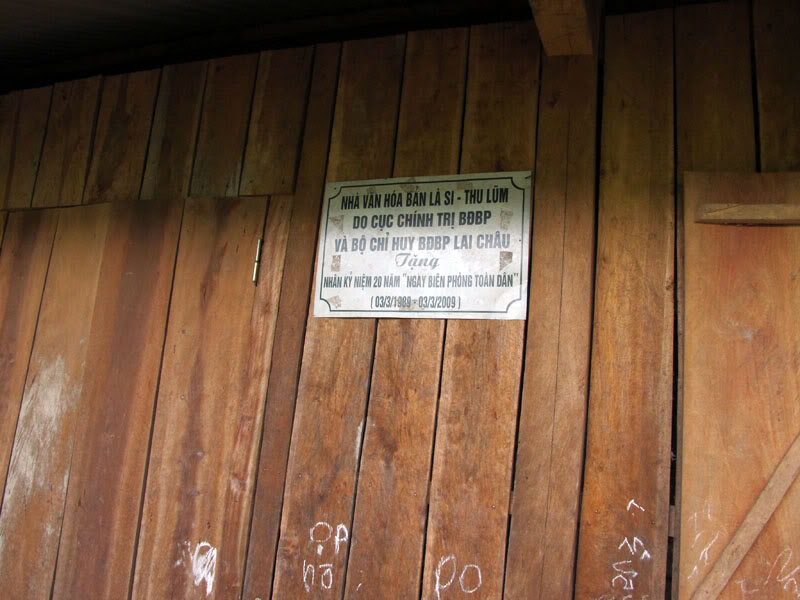 NHÀ VĂN HÓA BẢN LÀ SI - THU LŨM
DO CỤC CHÍNH TRỊ BĐBP
VÀ BỘ CHỈ HUY BĐBP LAI CHÂU
Tặng
NHÂN KỶ NIỆM 20 NĂM "NGÀY BIÊN PHÒNG TOÀN DÂN"
(03/3/1989 - 03/3/2009)